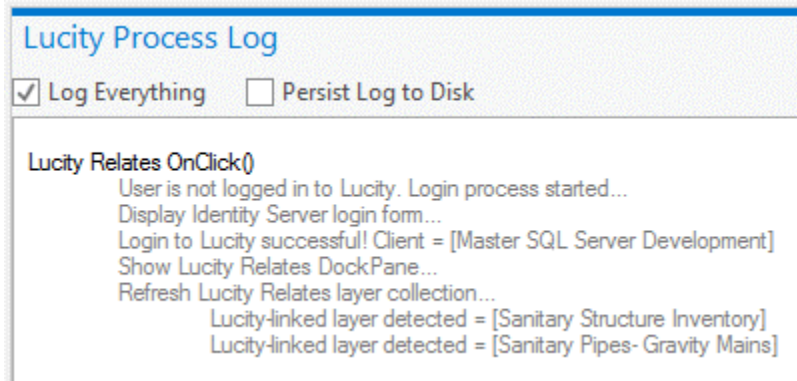 Lucity Process Log
Log Everything Persist Log to Disk
Lucity Relates OnClick()
User is not logged in to Lucity. Login process started...
Display Identity Server login form...
Login to Lucity successful! Client = [Master SQL Server Development]
Show Lucity Relates DockPane...
Refresh Lucity Relates layer collection...
Lucity-linked layer detected = [Sanitary Structure Inventory]
Lucity-linked layer detected = [Sanitary Pipes- Gravity Mains]